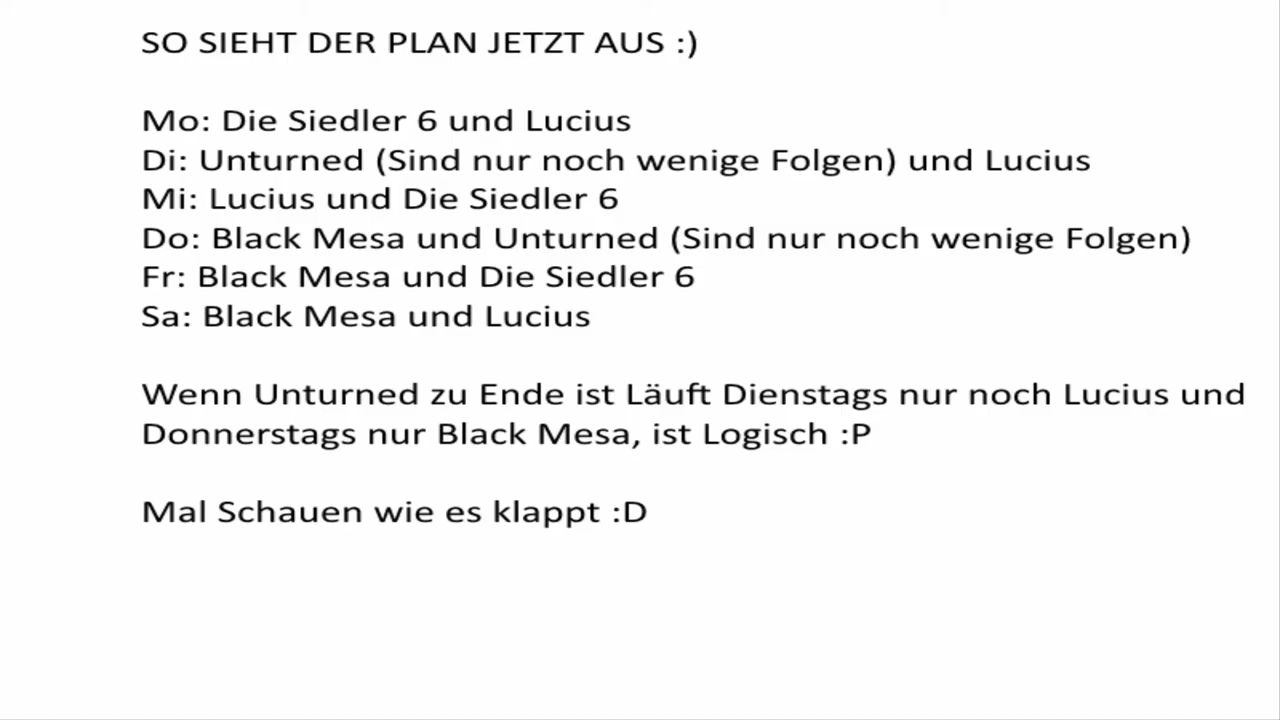 SO SIEHT DER PLAN JETZT AUS :)
Mo: Die Siedler 6 und Lucius
Di: Unturned (Sind nur noch wenige Folgen) und Lucius
Mi: Lucius und Die Siedler 6
Do: Black Mesa und Unturned (Sind nur noch wenige Folgen)
Fr: Black Mesa und Die Siedler 6
Sa: Black Mesa und Lucius
Wenn Unturned zu Ende ist Läuft Dienstags nur noch Lucius und
Donnerstags nur Black Mesa, ist Logisch :P
Mal Schauen wie es klappt :D